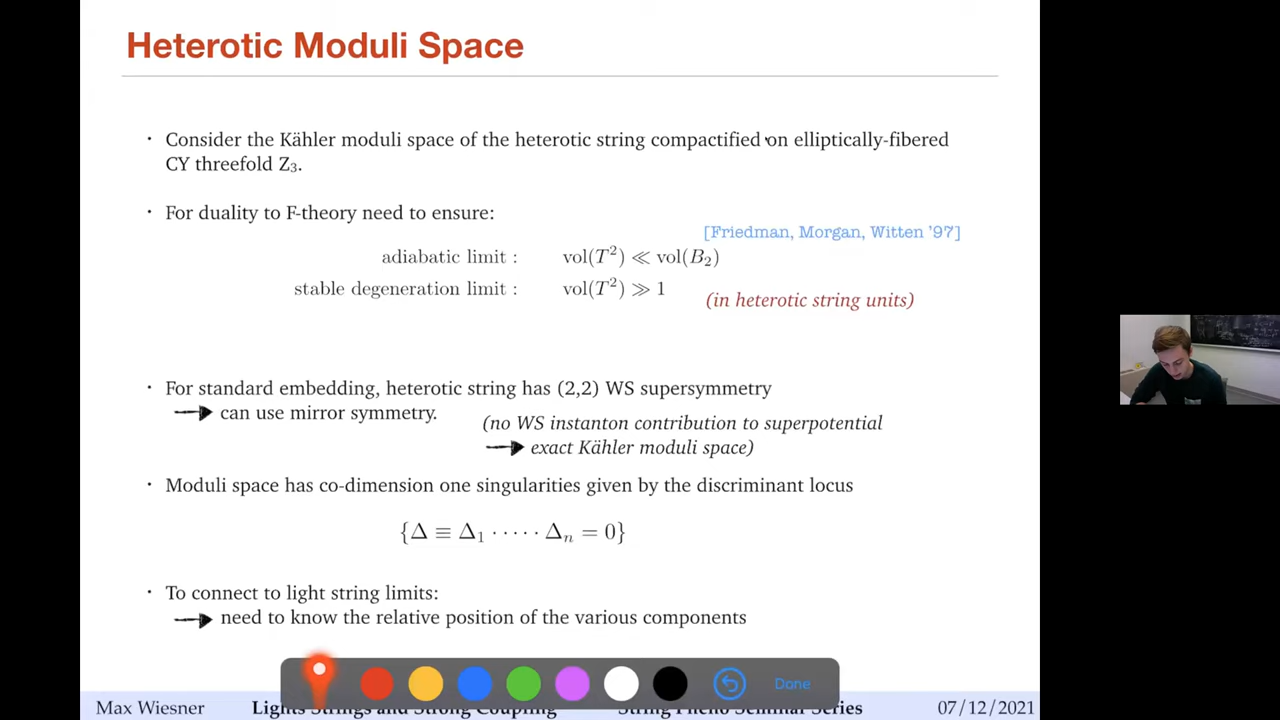 Heterotic Moduli Space
· Consider the Kähler moduli space of the heterotic string compactified on elliptically-fibered
CY threefold Z₃.
· For duality to F-theory need to ensure:
[Friedman, Morgan, Witten '97]
adiabatic limit : vol(T²) ≪ vol(B₂)
stable degeneration limit : vol(T²) ≫ 1
(in heterotic string units)
· For standard embedding, heterotic string has (2,2) WS supersymmetry
→ can use mirror symmetry.
(no WS instanton contribution to superpotential
→ exact Kähler moduli space)
· Moduli space has co-dimension one singularities given by the discriminant locus
{Δ ≡ Δ₁ · · · · · Δₙ = 0}
· To connect to light string limits:
→ need to know the relative position of the various components
Done
Max Wiesner Lights Strings and Strong Coupling String Pheno Seminar Series 07/12/2021